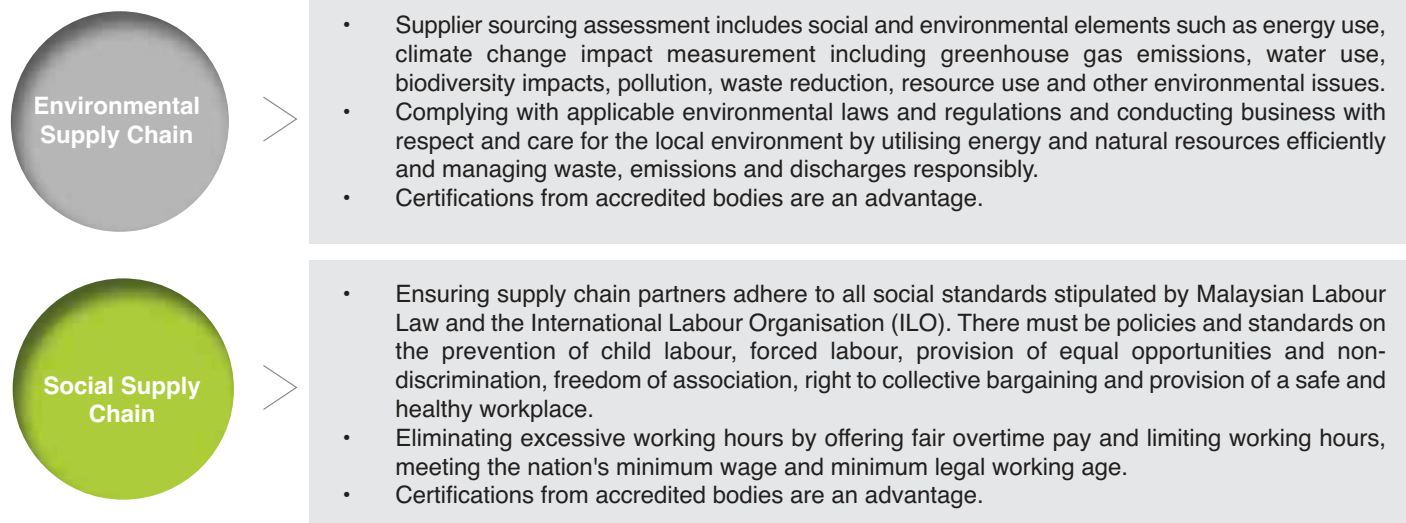 Environmental
Supply Chain
• Supplier sourcing assessment includes social and environmental elements such as energy use,
climate change impact measurement including greenhouse gas emissions, water use,
biodiversity impacts, pollution, waste reduction, resource use and other environmental issues.
• Complying with applicable environmental laws and regulations and conducting business with
respect and care for the local environment by utilising energy and natural resources efficiently
and managing waste, emissions and discharges responsibly.
• Certifications from accredited bodies are an advantage.
Social Supply
Chain
• Ensuring supply chain partners adhere to all social standards stipulated by Malaysian Labour
Law and the International Labour Organisation (ILO). There must be policies and standards on
the prevention of child labour, forced labour, provision of equal opportunities and non-
discrimination, freedom of association, right to collective bargaining and provision of a safe and
healthy workplace.
• Eliminating excessive working hours by offering fair overtime pay and limiting working hours,
meeting the nation's minimum wage and minimum legal working age.
• Certifications from accredited bodies are an advantage.